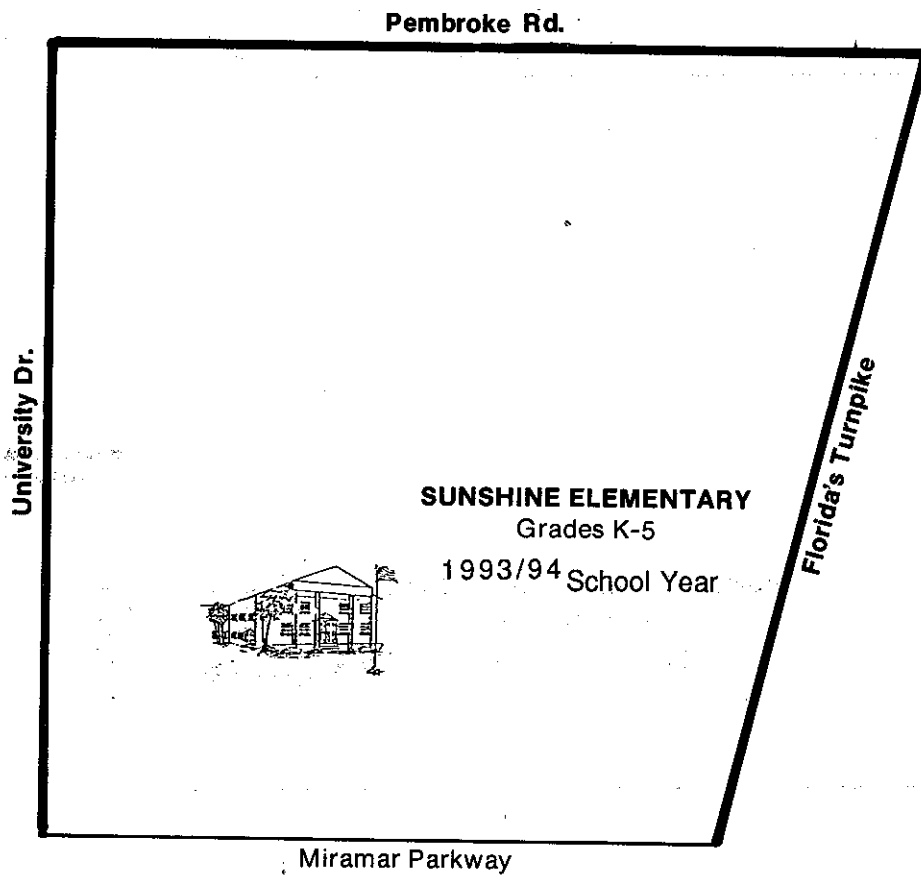 Pembroke Rd.
University Dr.
Florida's Turnpike
SUNSHINE ELEMENTARY
Grades K-5
1993/94 School Year
Miramar Parkway